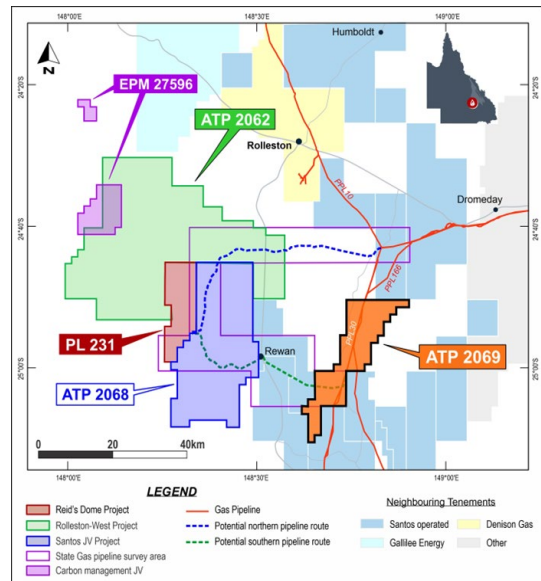 148°00'E
148°30'E
149°00'E
Humboldt
24°20'S
24°20'S
N
EPM 27596
ATP 2062
Rolleston
PPL10
Dromeday
24°40'S
24°40'S
PPL166
PL 231
PPL30
Rewan
ATP 2069
25°00'S
25°00'S
ATP 2068
0 20 40km
148°00'E
148°30'E
149°00'E
LEGEND
Reid's Dome Project
Rolleston-West Project
Santos JV Project
State Gas pipeline survey area
Carbon management JV
Gas Pipeline
Potential northern pipeline route
Potential southern pipeline route
Neighbouring Tenements
Santos operated
Denison Gas
Gallilee Energy
Other